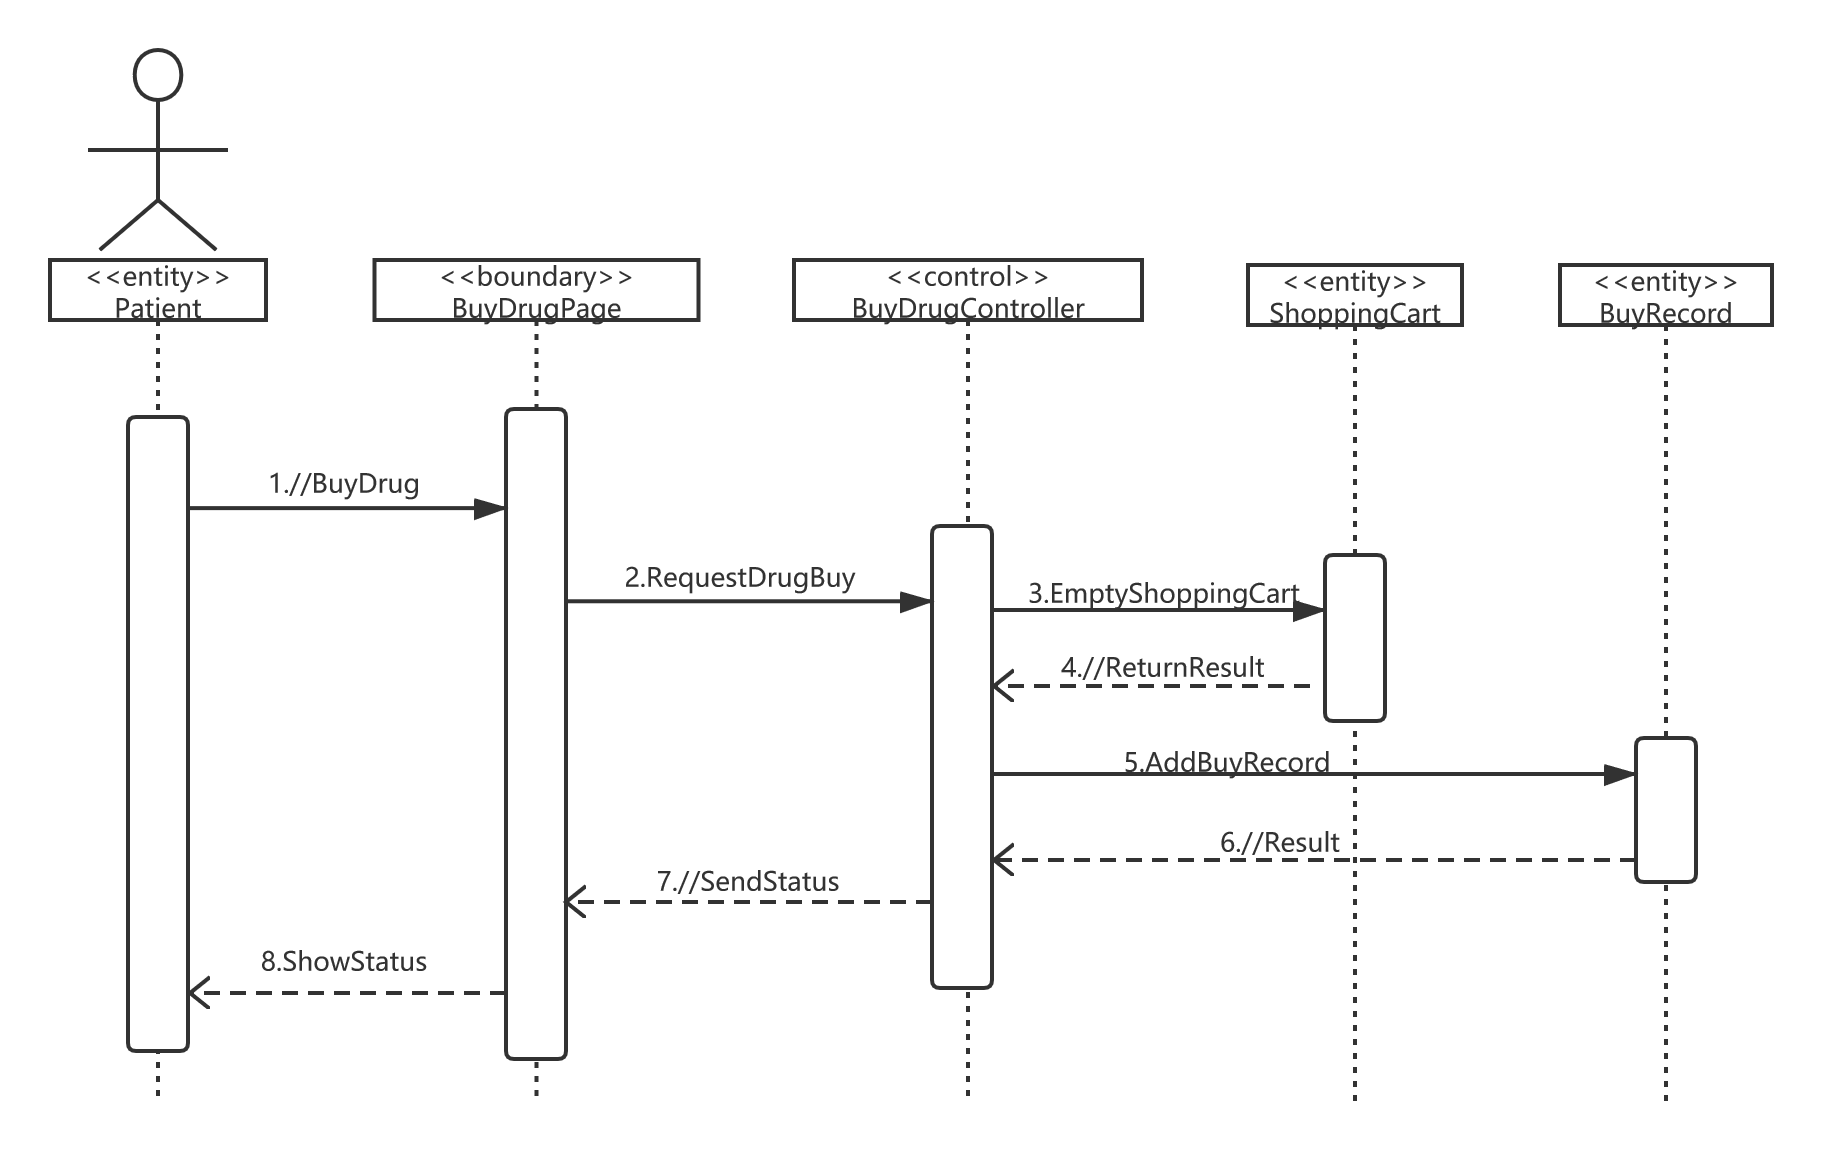 <<entity>>
Patient
<<boundary>>
BuyDrugPage
<<control>>
BuyDrugController
<<entity>>
ShoppingCart
<<entity>>
BuyRecord
1.//BuyDrug
2.RequestDrugBuy
3.EmptyShoppingCart
4.//ReturnResult
5.AddBuyRecord
6.//Result
7.//SendStatus
8.ShowStatus